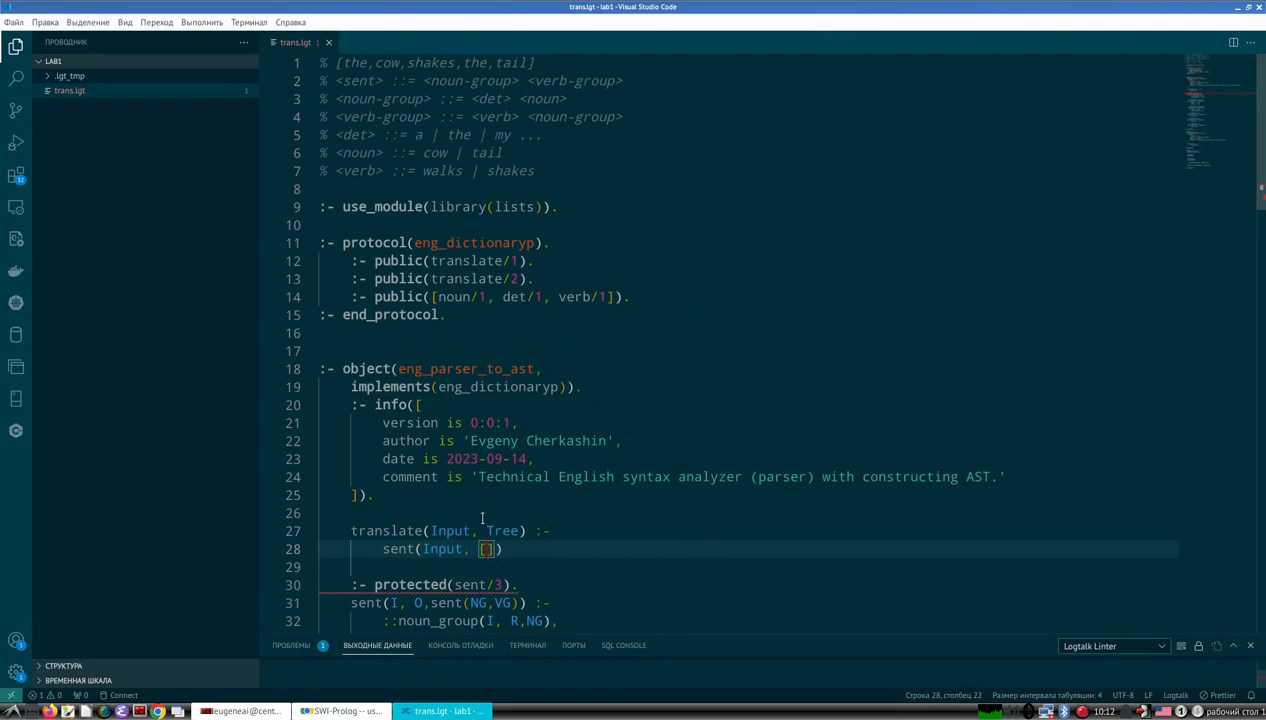 trans.lgt - lab1 - Visual Studio Code
Файл Правка Выделение Вид Переход Выполнить Терминал Справка
ПРОВОДНИК
LAB1
.lgt_tmp
trans.lgt 1
СТРУКТУРА
ВРЕМЕННАЯ ШКАЛА
trans.lgt 1
1 % [the,cow,shakes,the,tail]
2 % <sent> ::= <noun-group> <verb-group>
3 % <noun-group> ::= <det> <noun>
4 % <verb-group> ::= <verb> <noun-group>
5 % <det> ::= a | the | my ...
6 % <noun> ::= cow | tail
7 % <verb> ::= walks | shakes
8
9 :- use_module(library(lists)).
10
11 :- protocol(eng_dictionaryp).
12 :- public(translate/1).
13 :- public(translate/2).
14 :- public([noun/1, det/1, verb/1]).
15 :- end_protocol.
16
17
18 :- object(eng_parser_to_ast,
19 implements(eng_dictionaryp)).
20 :- info([
21 version is 0:0:1,
22 author is 'Evgeny Cherkashin',
23 date is 2023-09-14,
24 comment is 'Technical English syntax analyzer (parser) with constructing AST.'
25 ]).
26
27 translate(Input, Tree) :-
28 sent(Input, [])
29
30 :- protected(sent/3).
31 sent(I, O,sent(NG,VG)) :-
32 ::noun_group(I, R,NG),
ПРОБЛЕМЫ 1 ВЫХОДНЫЕ ДАННЫЕ КОНСОЛЬ ОТЛАДКИ ТЕРМИНАЛ ПОРТЫ SQL CONSOLE Logtalk Linter
1 0 0 Connect Строка 28, столбец 22 Размер интервала табуляции: 4 UTF-8 LF Logtalk Prettier
eugeneai@cent... SWI-Prolog -- us... trans.lgt - lab1 - ... 10:12 рабочий стол 1